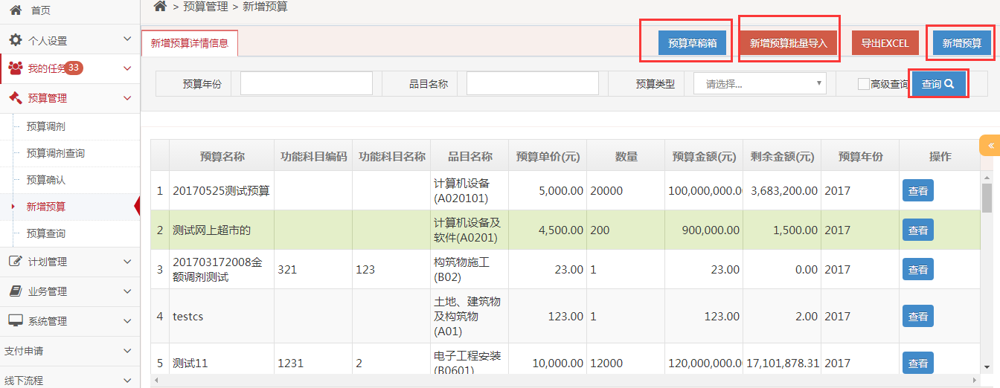 首页
> 预算管理 > 新增预算
个人设置
我的任务 33
预算管理
预算调剂
预算调剂查询
预算确认
新增预算
预算查询
计划管理
业务管理
系统管理
支付申请
线下流程
新增预算详情信息
预算草稿箱
新增预算批量导入
导出EXCEL
新增预算
预算年份
品目名称
预算类型
请选择...
高级查询
查询
«
预算名称 功能科目编码 功能科目名称 品目名称 预算单价(元) 数量 预算金额(元) 剩余金额(元) 预算年份 操作
1 20170525测试预算 计算机设备 5,000.00 20000 100,000,000.0 3,683,200.00 2017 查看
(A020101)
2 测试网上超市的 计算机设备及 4,500.00 200 900,000.00 1,500.00 2017 查看
软件(A0201)
3 201703172008金 321 123 构筑物施工 23.00 1 23.00 0.00 2017 查看
额调剂测试 (B02)
4 testcs 土地、建筑物 123.00 1 123.00 2.00 2017 查看
及构筑物
(A01)
5 测试11 1231 2 电子工程安装 10,000.00 12000 120,000,000.0 17,101,878.31 2017 查看
(B0601)